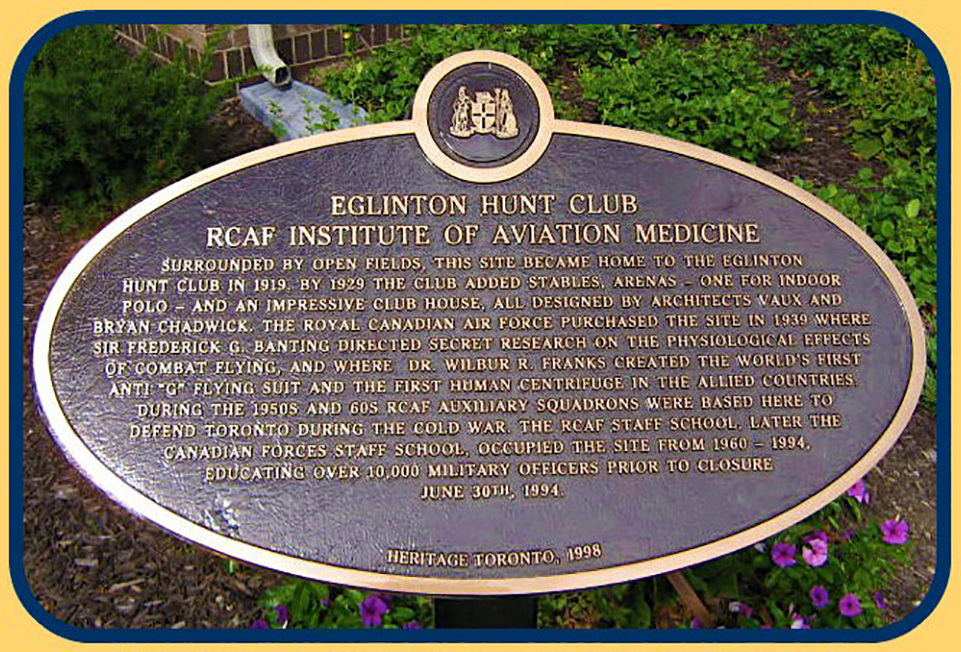 EGLINTON HUNT CLUB
RCAF INSTITUTE OF AVIATION MEDICINE
SURROUNDED BY OPEN FIELDS, THIS SITE BECAME HOME TO THE EGLINTON
HUNT CLUB IN 1919. BY 1929 THE CLUB ADDED STABLES, ARENAS – ONE FOR INDOOR
POLO – AND AN IMPRESSIVE CLUB HOUSE, ALL DESIGNED BY ARCHITECTS VAUX AND
BRYAN CHADWICK. THE ROYAL CANADIAN AIR FORCE PURCHASED THE SITE IN 1939 WHERE
SIR FREDERICK G. BANTING DIRECTED SECRET RESEARCH ON THE PHYSIOLOGICAL EFFECTS
OF COMBAT FLYING, AND WHERE DR. WILBUR R. FRANKS CREATED THE WORLD'S FIRST
ANTI "G" FLYING SUIT AND THE FIRST HUMAN CENTRIFUGE IN THE ALLIED COUNTRIES.
DURING THE 1950S AND 60S RCAF AUXILIARY SQUADRONS WERE BASED HERE TO
DEFEND TORONTO DURING THE COLD WAR. THE RCAF STAFF SCHOOL, LATER THE
CANADIAN FORCES STAFF SCHOOL, OCCUPIED THE SITE FROM 1960 – 1994,
EDUCATING OVER 10,000 MILITARY OFFICERS PRIOR TO CLOSURE
JUNE 30TH, 1994.
HERITAGE TORONTO, 1998